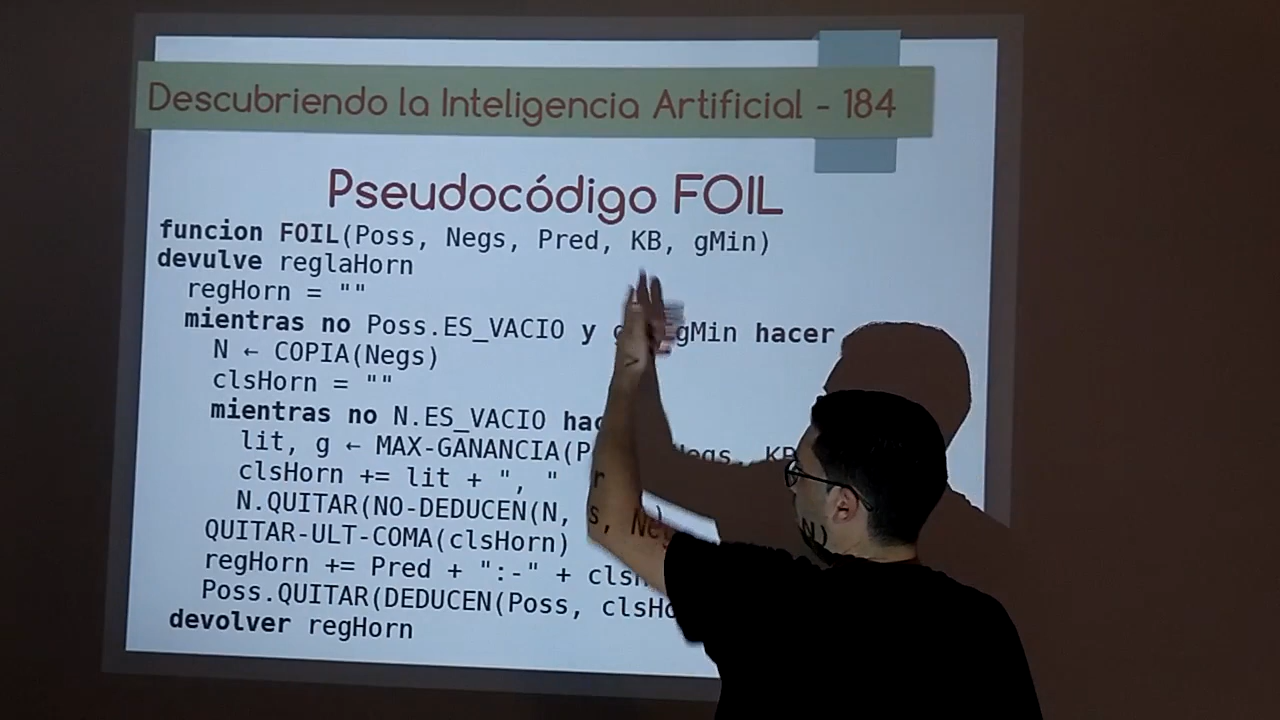 Descubriendo la Inteligencia Artificial - 184
Pseudocódigo FOIL
funcion FOIL(Poss, Negs, Pred, KB, gMin)
devulve reglaHorn
regHorn = ""
mientras no Poss.ES_VACIO y g > gMin hacer
N ← COPIA(Negs)
clsHorn = ""
mientras no N.ES_VACIO
lit, g ← MAX-GANANCIA( KB
clsHorn += lit + ", "
N.QUITAR(NO-DEDUCEN(N,
QUITAR-ULT-COMA(clsHorn)
regHorn += Pred + ":-" +
Poss.QUITAR(DEDUCEN(Poss,
devolver regHorn